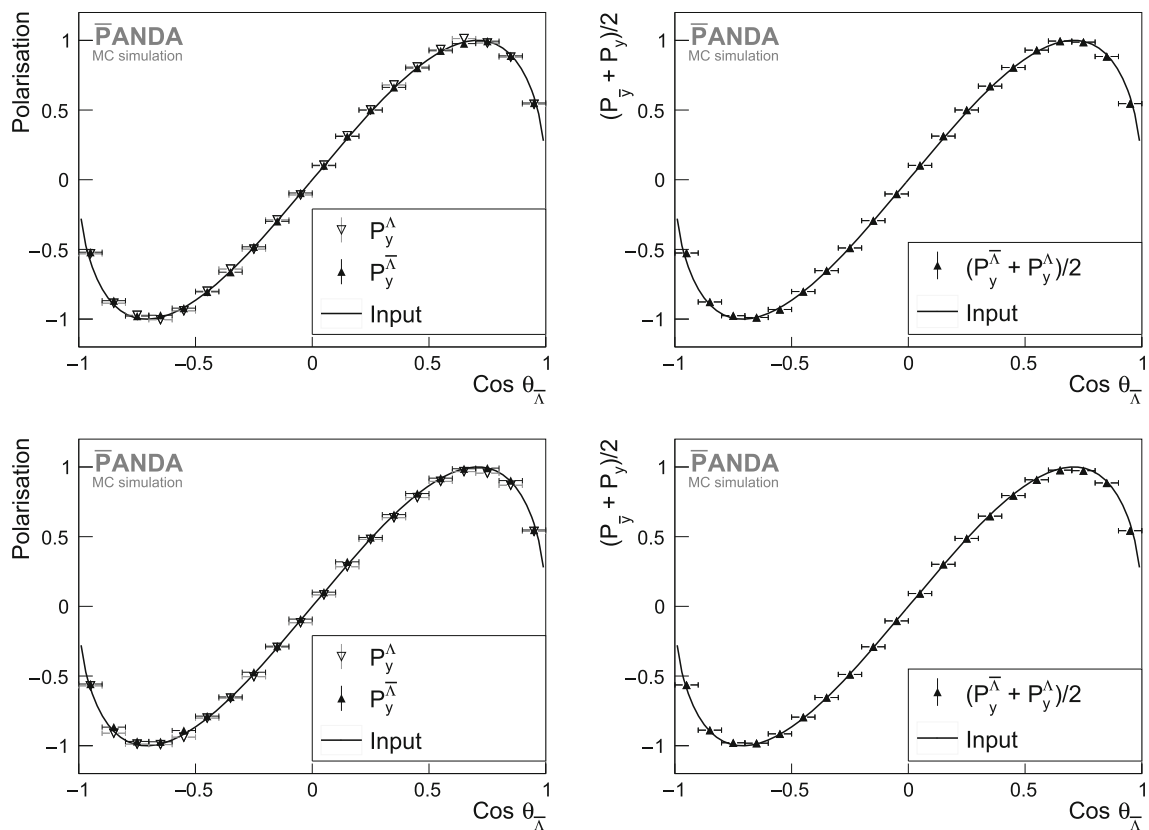 Polarisation
P̅ANDA
MC simulation
1
0.5
0
−0.5
−1
P_y^Λ
P_y^Λ̅
Input
−1 −0.5 0 0.5 1
Cos θ_Λ̅
(P_y̅ + P_y)/2
P̅ANDA
MC simulation
1
0.5
0
−0.5
−1
(P_y^Λ̅ + P_y^Λ)/2
Input
−1 −0.5 0 0.5 1
Cos θ_Λ̅
Polarisation
P̅ANDA
MC simulation
1
0.5
0
−0.5
−1
P_y^Λ
P_y^Λ̅
Input
−1 −0.5 0 0.5 1
Cos θ_Λ̅
(P_y̅ + P_y)/2
P̅ANDA
MC simulation
1
0.5
0
−0.5
−1
(P_y^Λ̅ + P_y^Λ)/2
Input
−1 −0.5 0 0.5 1
Cos θ_Λ̅